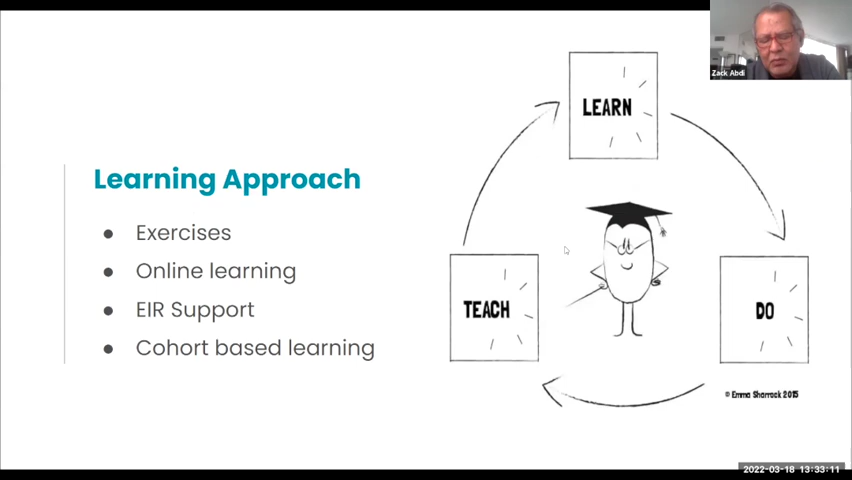 Zack Abdi
LEARN
Learning Approach
● Exercises
● Online learning
● EIR Support
● Cohort based learning
TEACH
DO
© Emma Sharrock 2015
2022-03-18 13:33:11